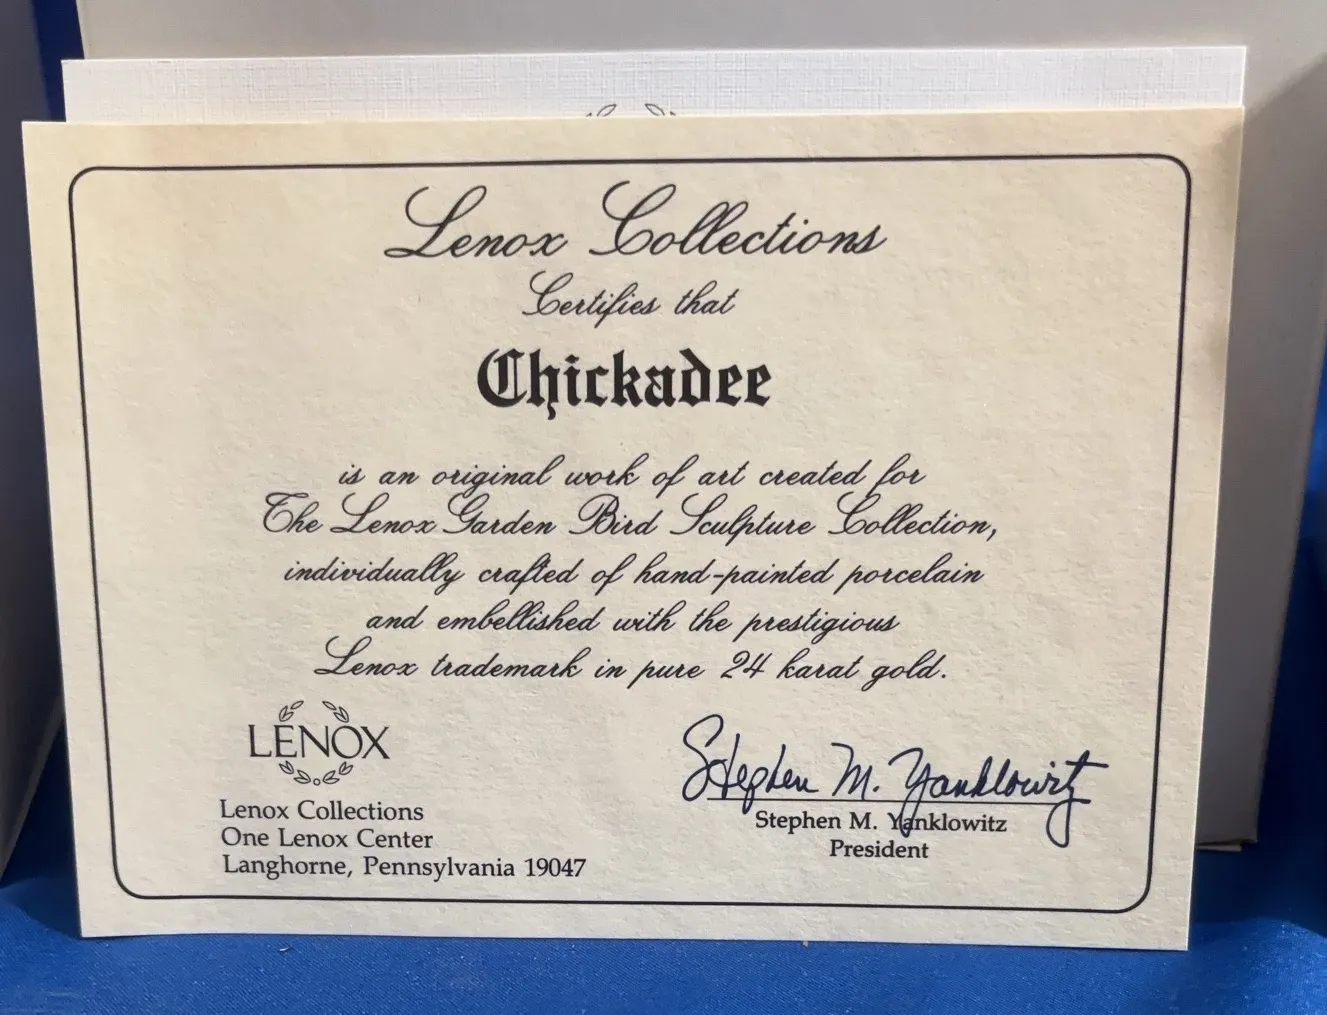 Lenox Collections
Certifies that
Chickadee
is an original work of art created for
The Lenox Garden Bird Sculpture Collection,
individually crafted of hand-painted porcelain
and embellished with the prestigious
Lenox trademark in pure 24 karat gold.
LENOX
Lenox Collections
One Lenox Center
Langhorne, Pennsylvania 19047
Stephen M. Yanklowitz
Stephen M. Yanklowitz
President